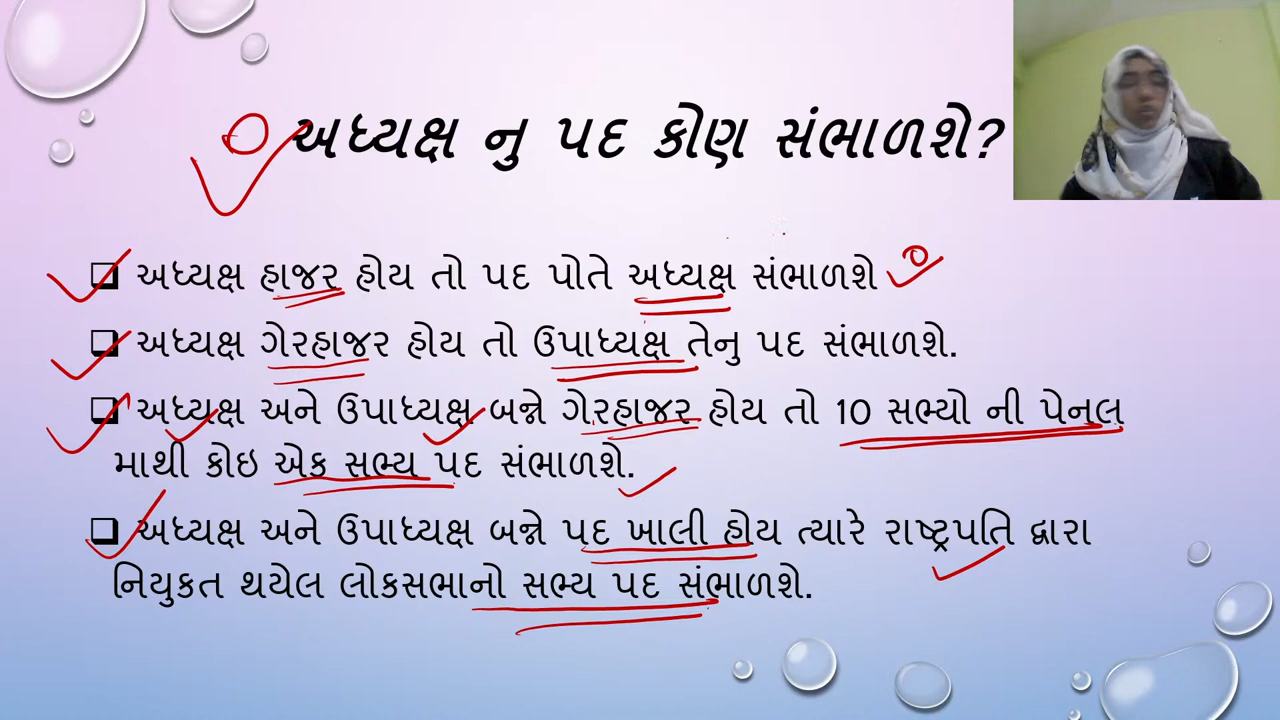 અધ્યક્ષ નુ પદ કોણ સંભાળશે?
અધ્યક્ષ હાજર હોય તો પદ પોતે અધ્યક્ષ સંભાળશે
અધ્યક્ષ ગેરહાજર હોય તો ઉપાધ્યક્ષ તેનુ પદ સંભાળશે.
અધ્યક્ષ અને ઉપાધ્યક્ષ બન્ને ગેરહાજર હોય તો 10 સભ્યો ની પેનલ
માથી કોઇ એક સભ્ય પદ સંભાળશે.
અધ્યક્ષ અને ઉપાધ્યક્ષ બન્ને પદ ખાલી હોય ત્યારે રાષ્ટ્રપતિ દ્વારા
નિયુકત થયેલ લોકસભાનો સભ્ય પદ સંભાળશે.